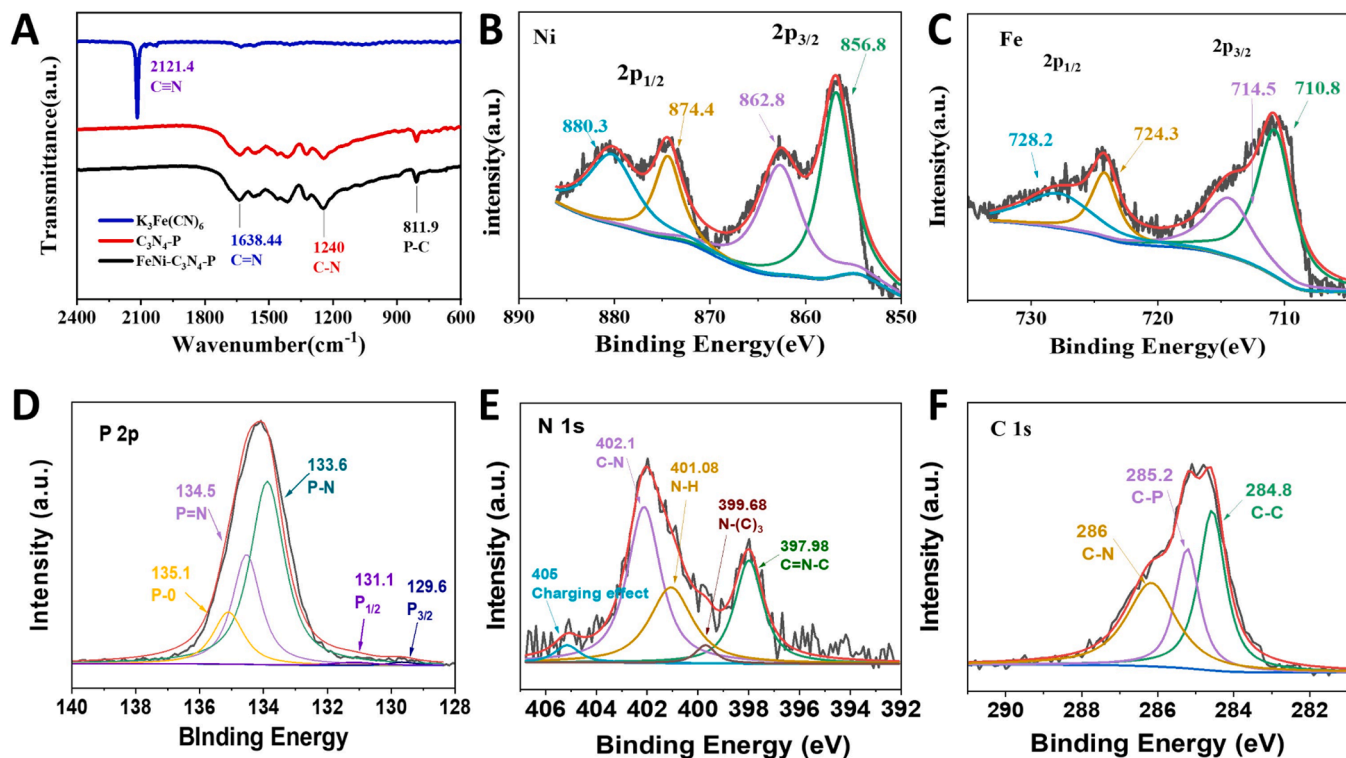 A
Transmittance(a.u.)
2121.4
C≡N
K₃Fe(CN)₆
C₃N₄-P
FeNi-C₃N₄-P
1638.44
C=N
1240
C-N
811.9
P-C
2400 2100 1800 1500 1200 900 600
Wavenumber(cm⁻¹)
B
Ni
intensity(a.u.)
2p₃/₂
856.8
2p₁/₂
874.4
862.8
880.3
890 880 870 860 850
Binding Energy(eV)
C
Fe
Intensity(a.u.)
2p₁/₂
2p₃/₂
714.5
710.8
728.2
724.3
730 720 710
Binding Energy(eV)
D
P 2p
Intensity (a.u.)
133.6
P-N
134.5
P=N
135.1
P-0
131.1
P₁/₂
129.6
P₃/₂
140 138 136 134 132 130 128
BInding Energy
E
N 1s
Intensity (a.u.)
402.1
C-N
401.08
N-H
399.68
N-(C)₃
397.98
C=N-C
405
Charging effect
406 404 402 400 398 396 394 392
Binding Energy (eV)
F
C 1s
Intensity (a.u.)
285.2
C-P
284.8
C-C
286
C-N
290 288 286 284 282
Binding Energy (eV)